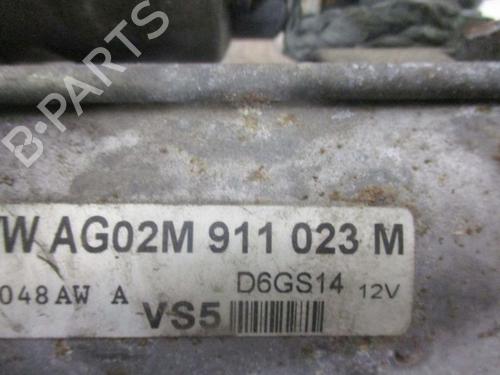 B-PARTS
W AG02M 911 023 M
D6GS14 12V
048AW A
VS5